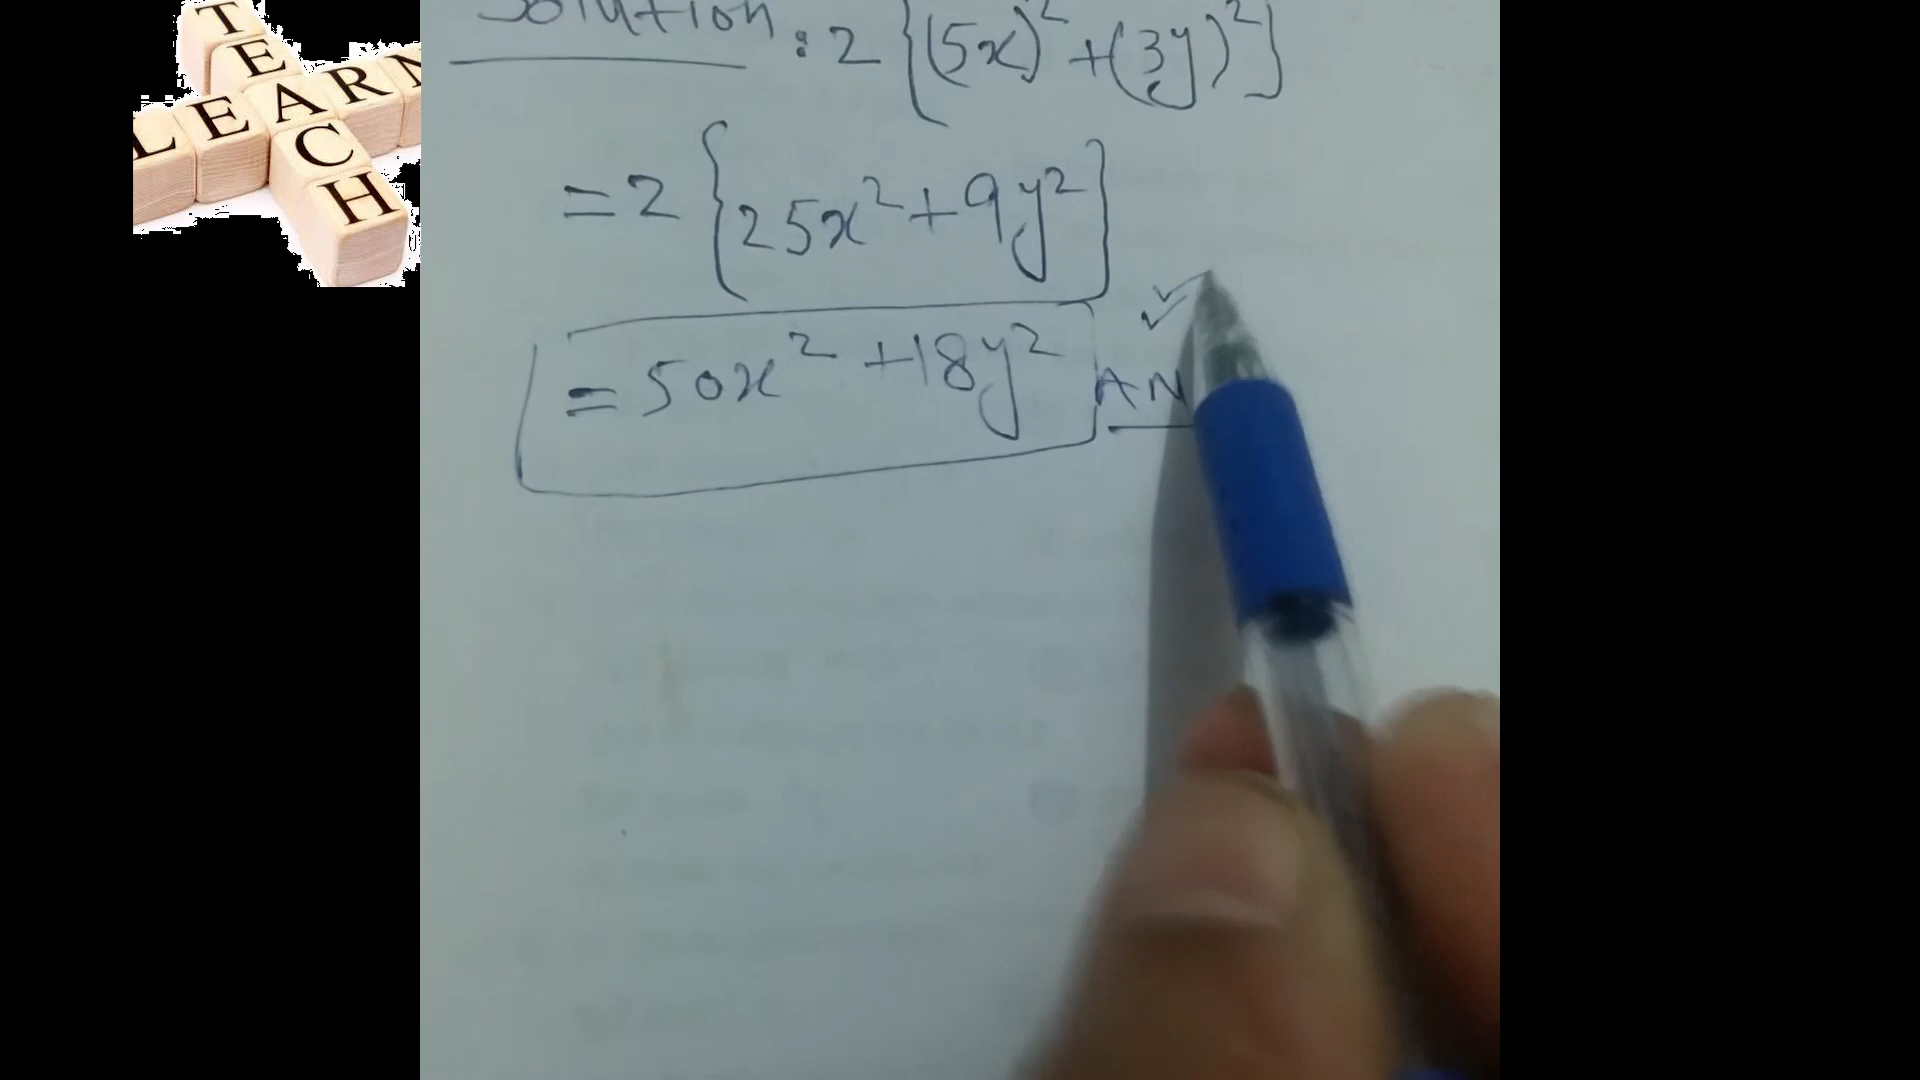 TEACH
LEARN
Solution : 2 {(5x)² + (3y)²}
= 2 {25x² + 9y²}
= 50x² + 18y² AN